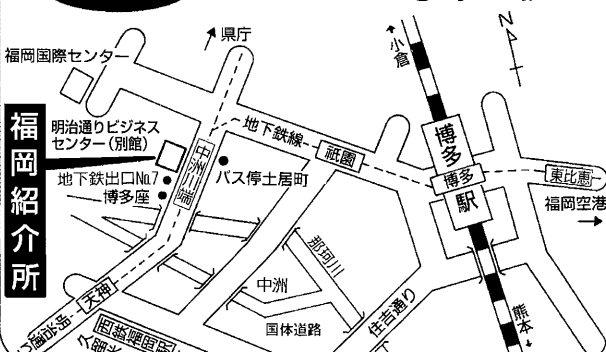 県庁
福岡国際センター
小倉
N
福岡紹介所
明治通りビジネス
センター（別館）
地下鉄出口No.7
博多座
中洲川端
バス停土居町
地下鉄線
祇園
博多駅
博多
東比恵
福岡空港
那珂川
中洲
国体道路
住吉通り
天神
熊本